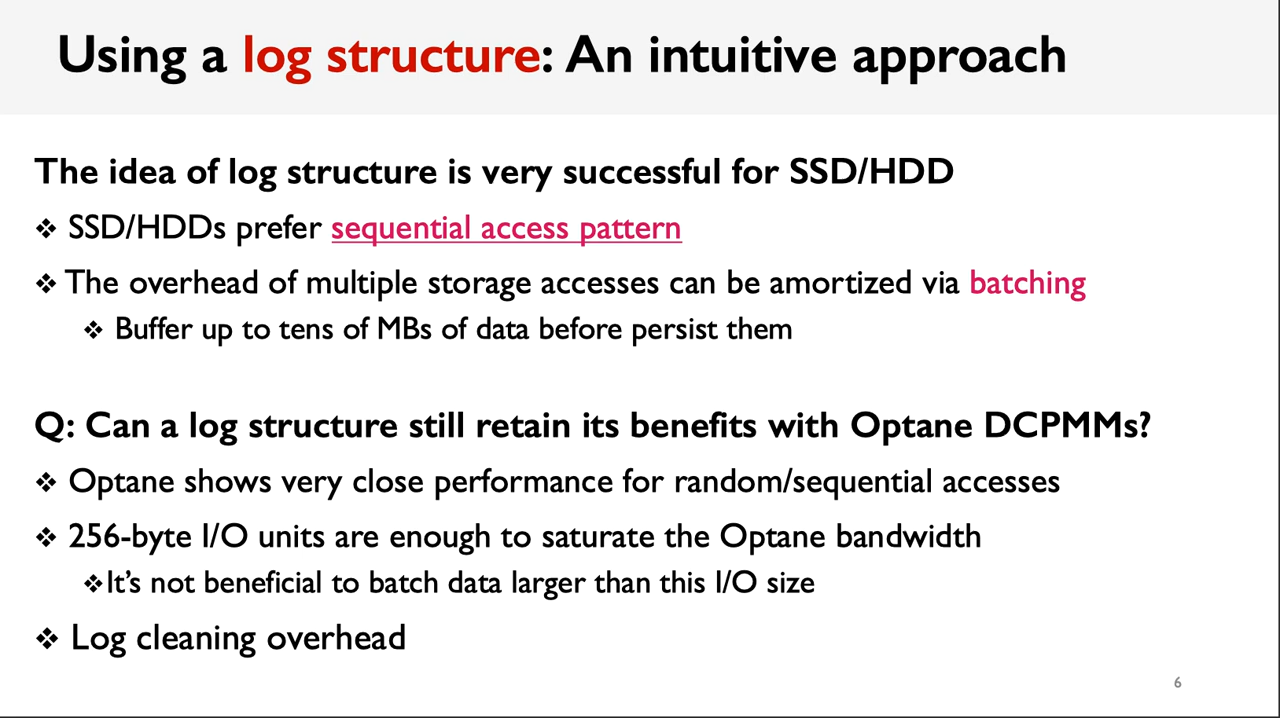 Using a log structure: An intuitive approach
The idea of log structure is very successful for SSD/HDD
❖ SSD/HDDs prefer sequential access pattern
❖ The overhead of multiple storage accesses can be amortized via batching
❖ Buffer up to tens of MBs of data before persist them
Q: Can a log structure still retain its benefits with Optane DCPMMs?
❖ Optane shows very close performance for random/sequential accesses
❖ 256-byte I/O units are enough to saturate the Optane bandwidth
❖It's not beneficial to batch data larger than this I/O size
❖ Log cleaning overhead
6